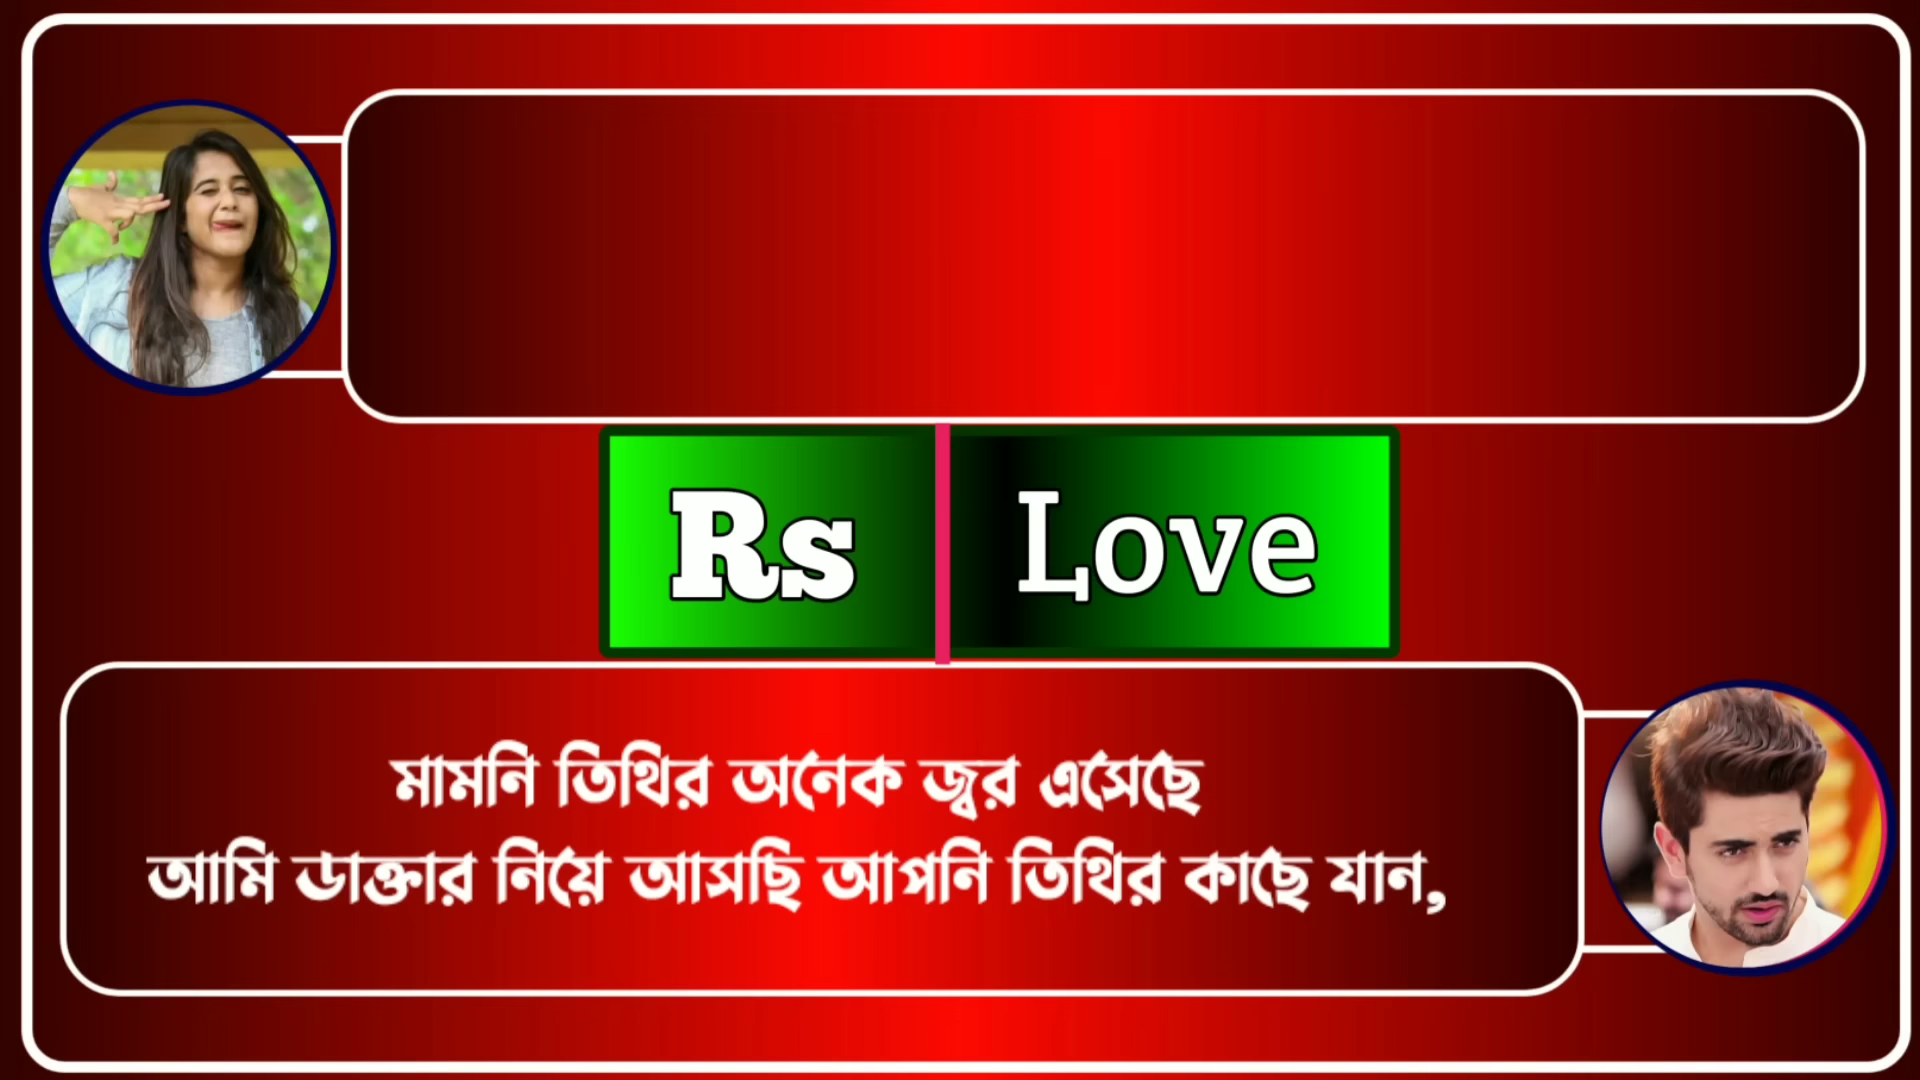 Rs Love
মামনি তিথির অনেক জ্বর এসেছে
আমি ডাক্তার নিয়ে আসছি আপনি তিথির কাছে যান,